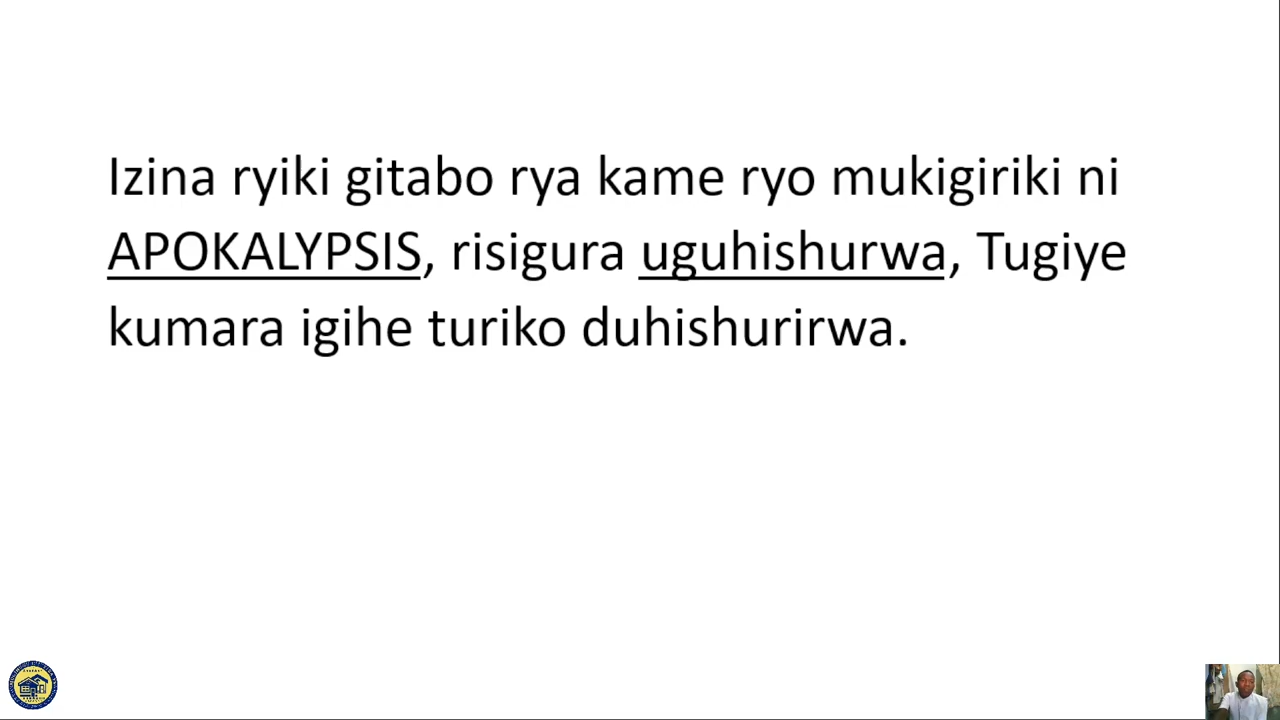 Izina ryiki gitabo rya kame ryo mukigiriki ni
APOKALYPSIS, risigura uguhishurwa, Tugiye
kumara igihe turiko duhishurirwa.